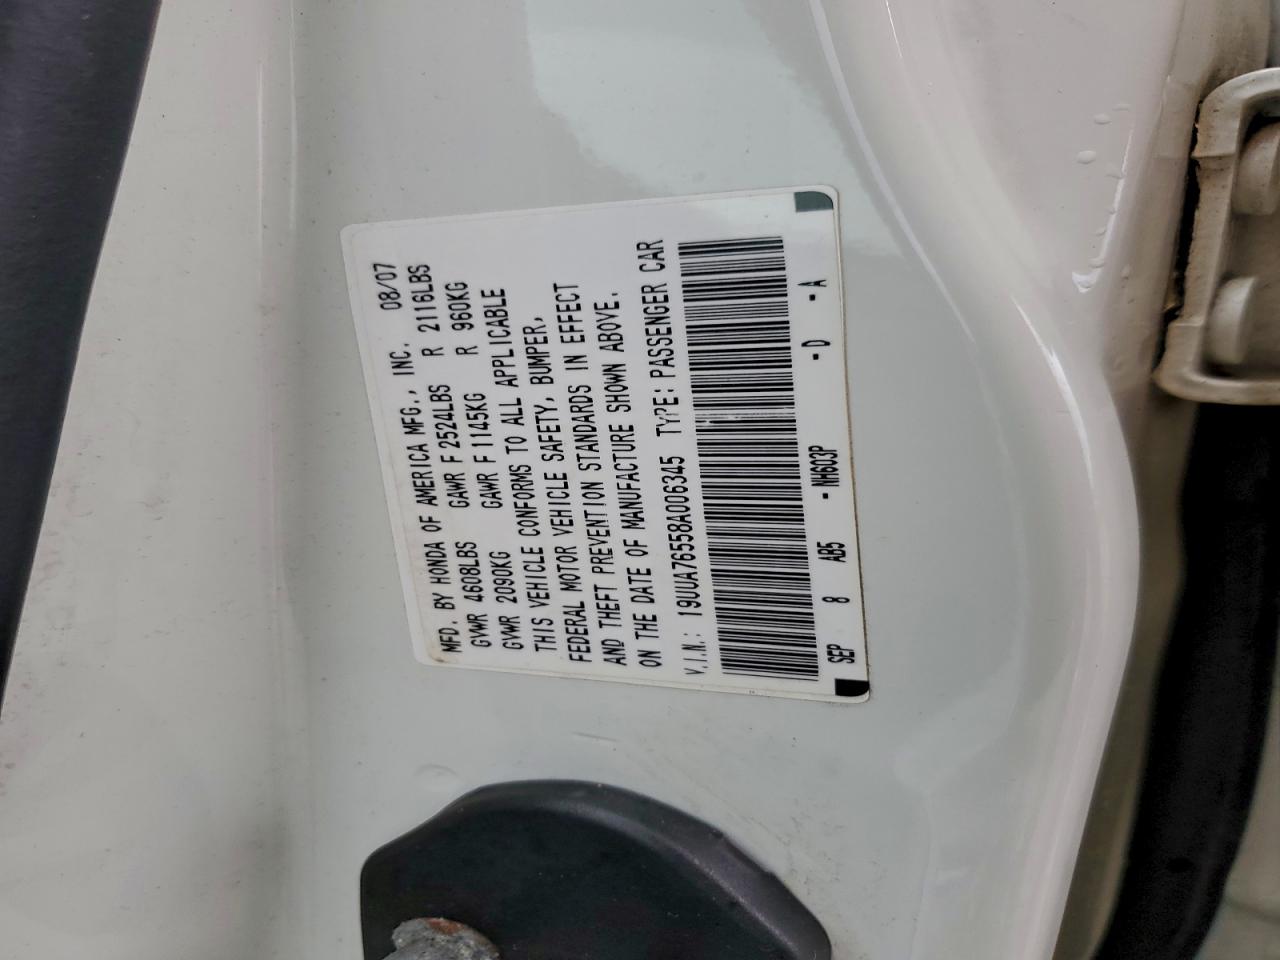 MFD. BY HONDA OF AMERICA MFG., INC. 08/07
GVWR 4608LBS GAWR F 2524LBS R 2116LBS
GVWR 2090KG GAWR F 1145KG R 960KG
THIS VEHICLE CONFORMS TO ALL APPLICABLE
FEDERAL MOTOR VEHICLE SAFETY, BUMPER,
AND THEFT PREVENTION STANDARDS IN EFFECT
ON THE DATE OF MANUFACTURE SHOWN ABOVE.
V.I.N.: 19UUA76558A006345 TYPE: PASSENGER CAR
SEP 8 AB5 - NH603P - D - A